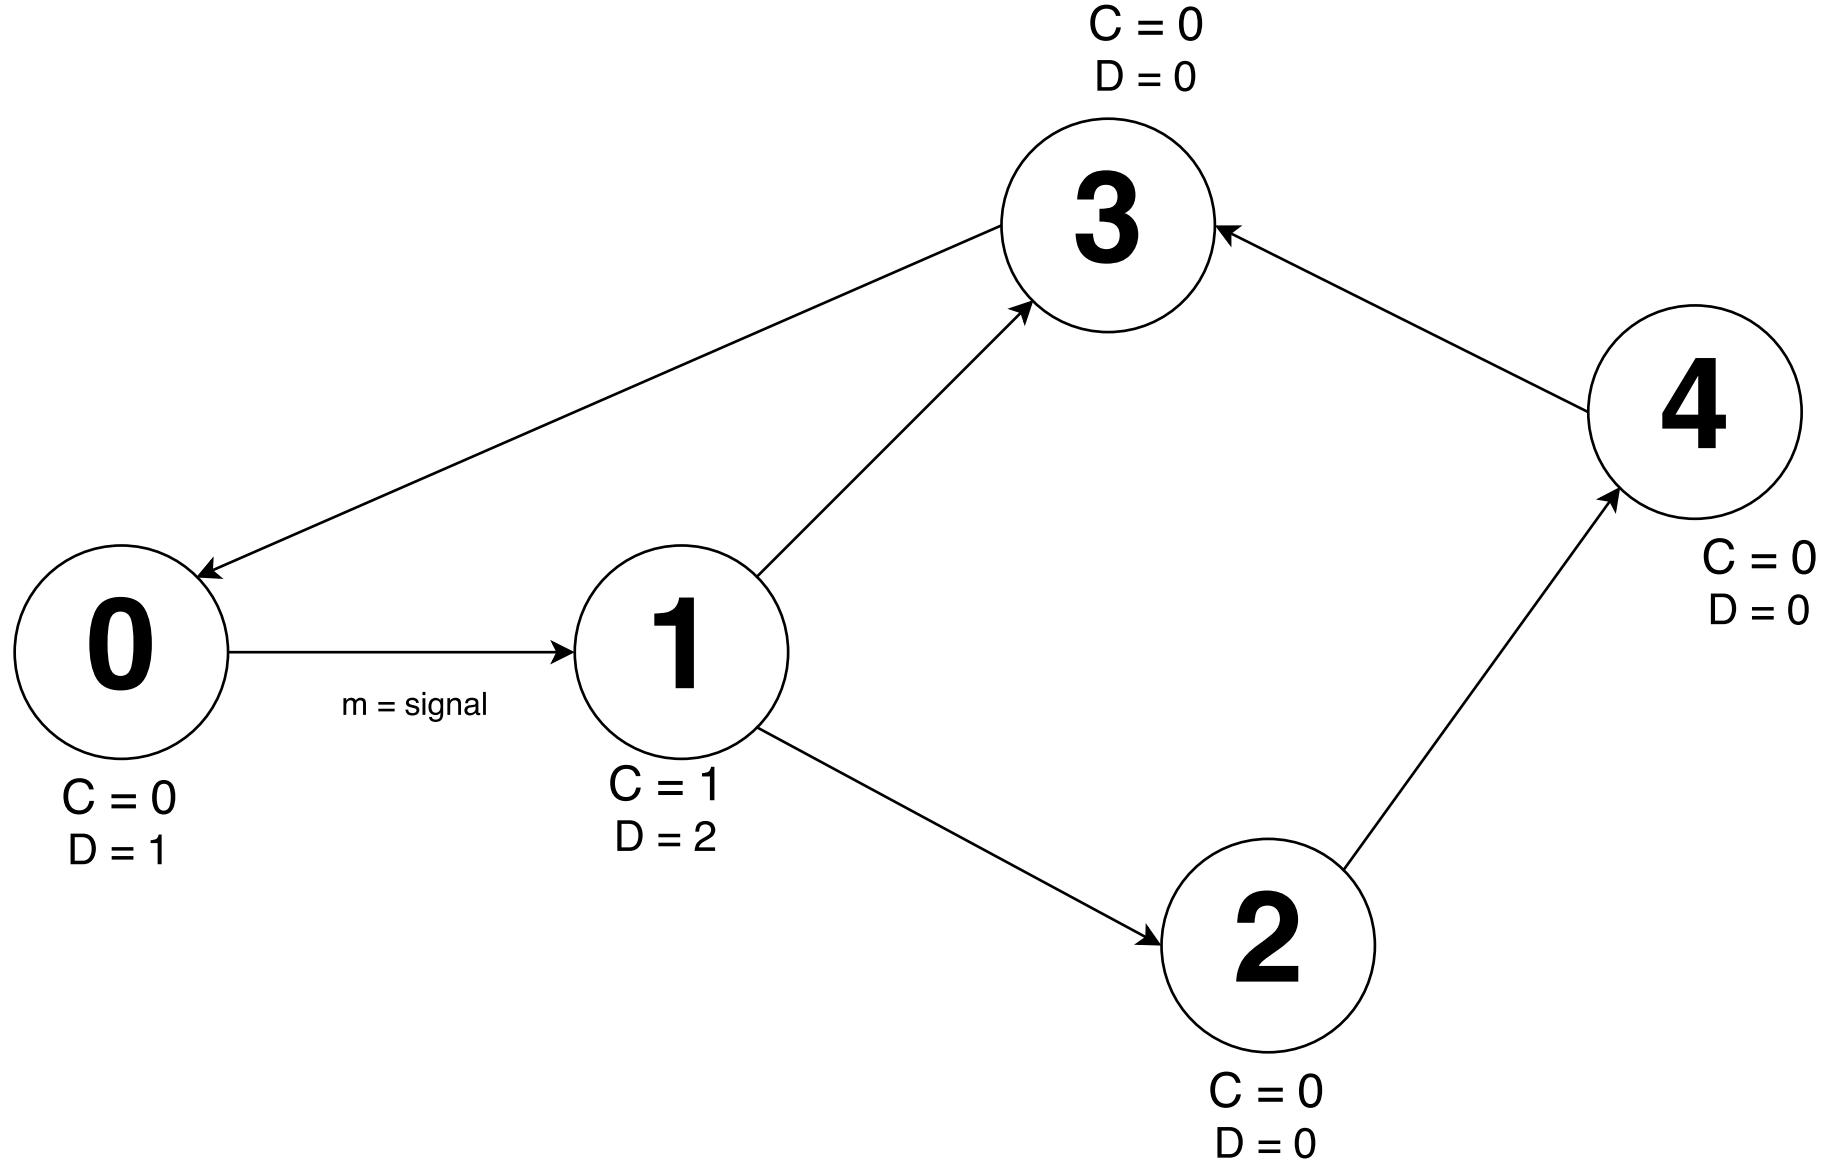 C = 0
D = 0
3
4
C = 0
D = 0
0
m = signal
1
C = 0
D = 1
C = 1
D = 2
2
C = 0
D = 0